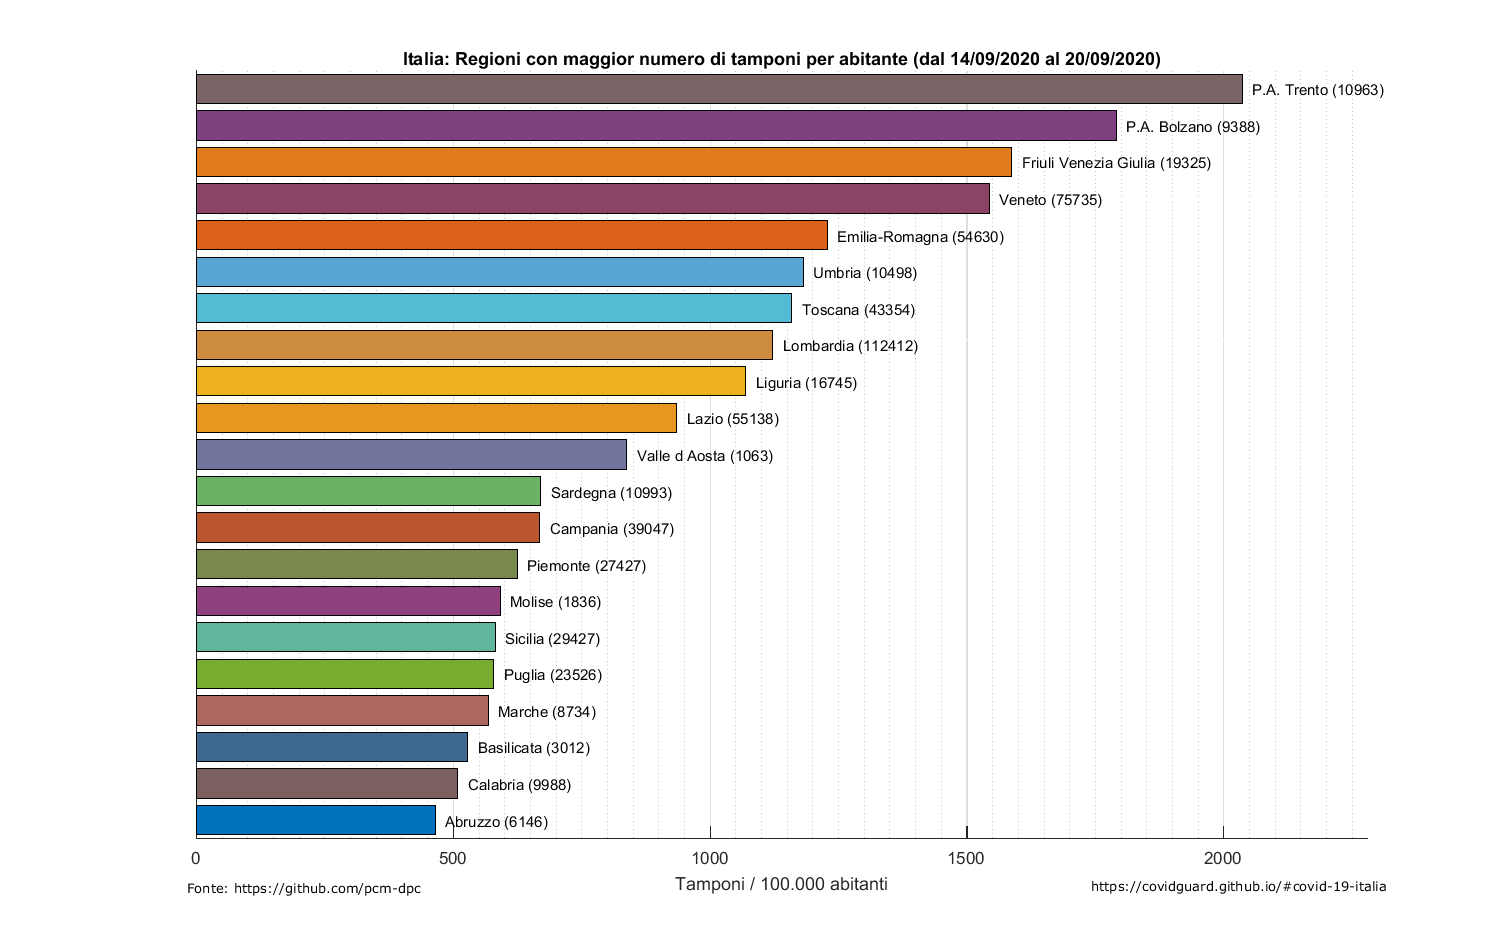 Italia: Regioni con maggior numero di tamponi per abitante (dal 14/09/2020 al 20/09/2020)
P.A. Trento (10963)
P.A. Bolzano (9388)
Friuli Venezia Giulia (19325)
Veneto (75735)
Emilia-Romagna (54630)
Umbria (10498)
Toscana (43354)
Lombardia (112412)
Liguria (16745)
Lazio (55138)
Valle d Aosta (1063)
Sardegna (10993)
Campania (39047)
Piemonte (27427)
Molise (1836)
Sicilia (29427)
Puglia (23526)
Marche (8734)
Basilicata (3012)
Calabria (9988)
Abruzzo (6146)
0 500 1000 1500 2000
Tamponi / 100.000 abitanti
Fonte: https://github.com/pcm-dpc
https://covidguard.github.io/#covid-19-italia